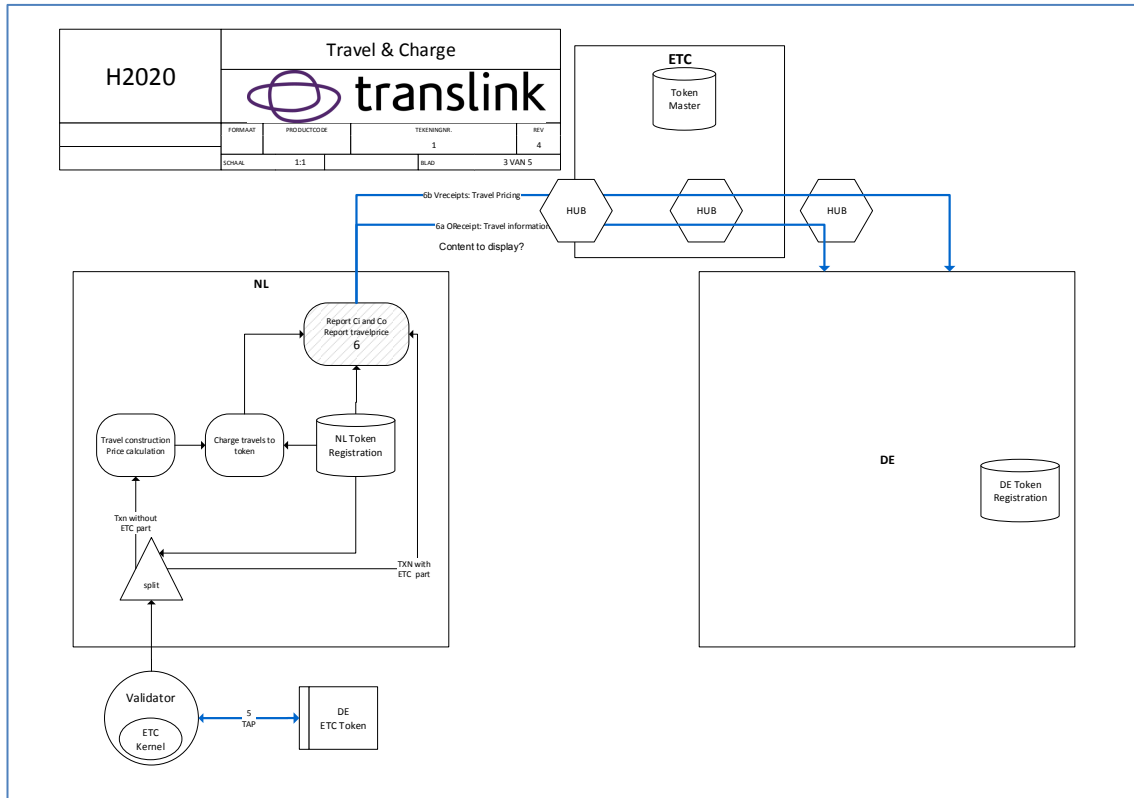 H2020
Travel & Charge
translink
FORMAAT
PRODUCTCODE
TEKENINGNR.
REV
1
4
SCHAAL
1:1
BLAD
3 VAN 5
ETC
Token
Master
6b Vreceipts: Travel Pricing
HUB
HUB
HUB
6a OReceipt: Travel information
Content to display?
NL
Report Ci and Co
Report travelprice
6
Travel construction
Price calculation
Charge travels to
token
NL Token
Registration
DE
DE Token
Registration
Txn without
ETC part
TXN with
ETC part
split
Validator
ETC
Kernel
5
TAP
DE
ETC Token